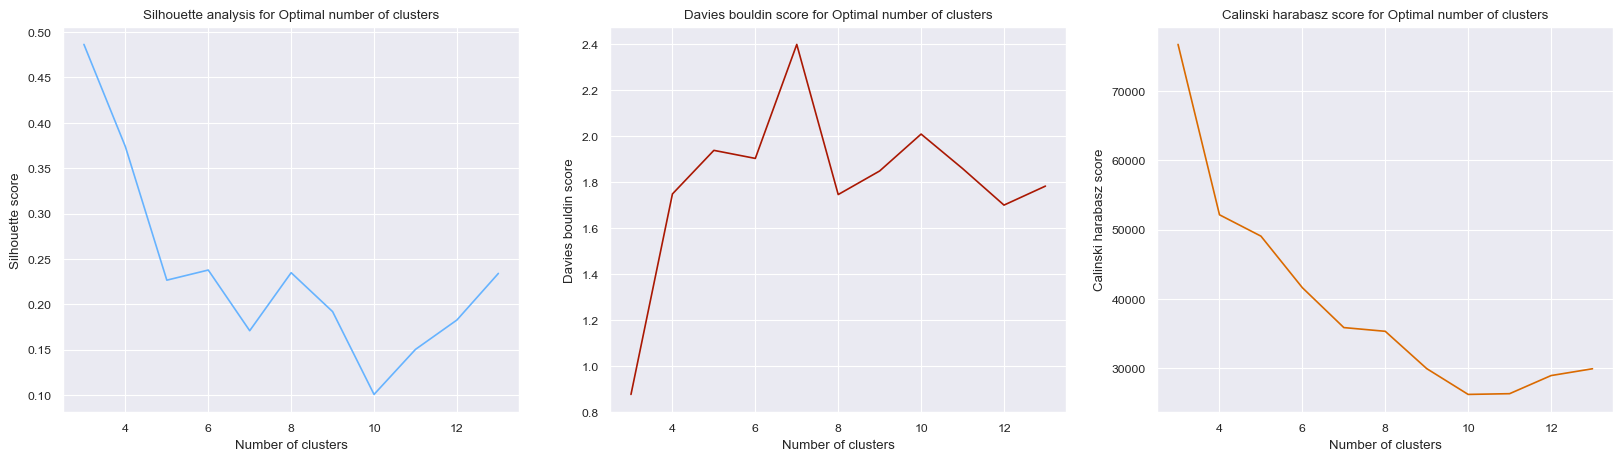 Silhouette analysis for Optimal number of clusters
Silhouette score
0.50
0.45
0.40
0.35
0.30
0.25
0.20
0.15
0.10
4 6 8 10 12
Number of clusters
Davies bouldin score for Optimal number of clusters
Davies bouldin score
2.4
2.2
2.0
1.8
1.6
1.4
1.2
1.0
0.8
4 6 8 10 12
Number of clusters
Calinski harabasz score for Optimal number of clusters
Calinski harabasz score
70000
60000
50000
40000
30000
4 6 8 10 12
Number of clusters